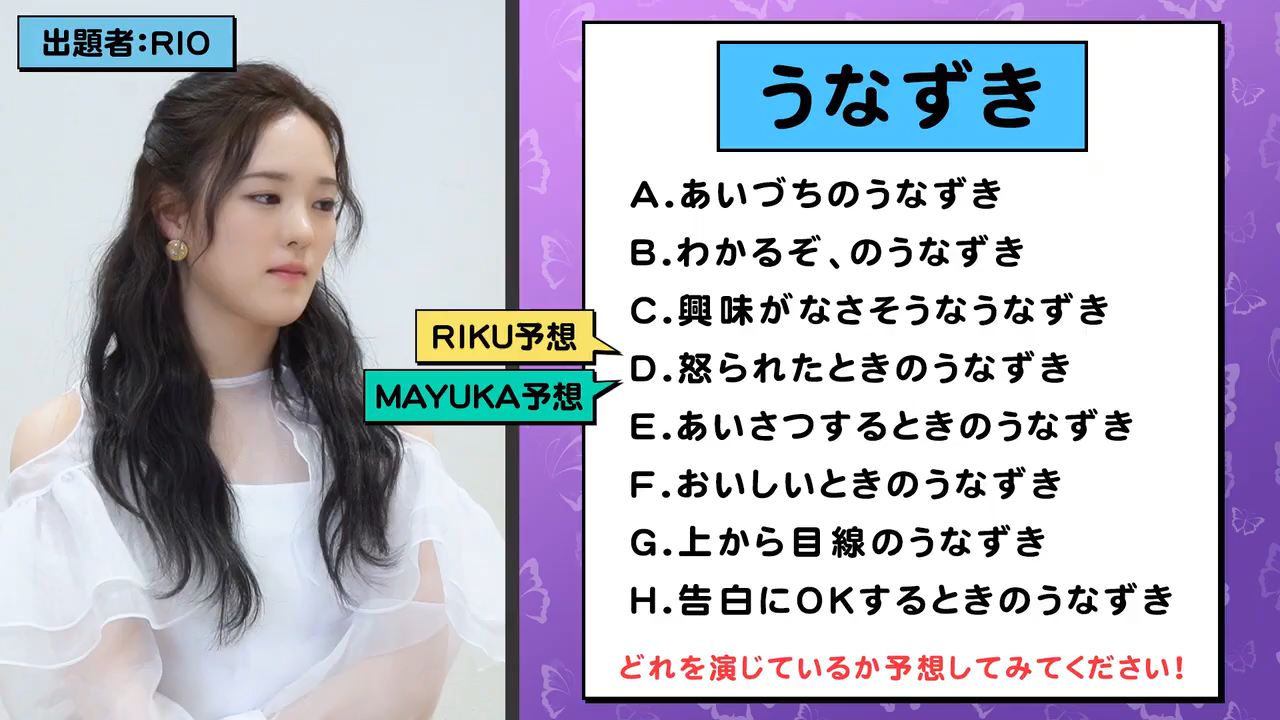 出題者:RIO
うなずき
A.あいづちのうなずき
B.わかるぞ、のうなずき
C.興味がなさそうなうなずき
RIKU予想
D.怒られたときのうなずき
MAYUKA予想
E.あいさつするときのうなずき
F.おいしいときのうなずき
G.上から目線のうなずき
H.告白にOKするときのうなずき
どれを演じているか予想してみてください!